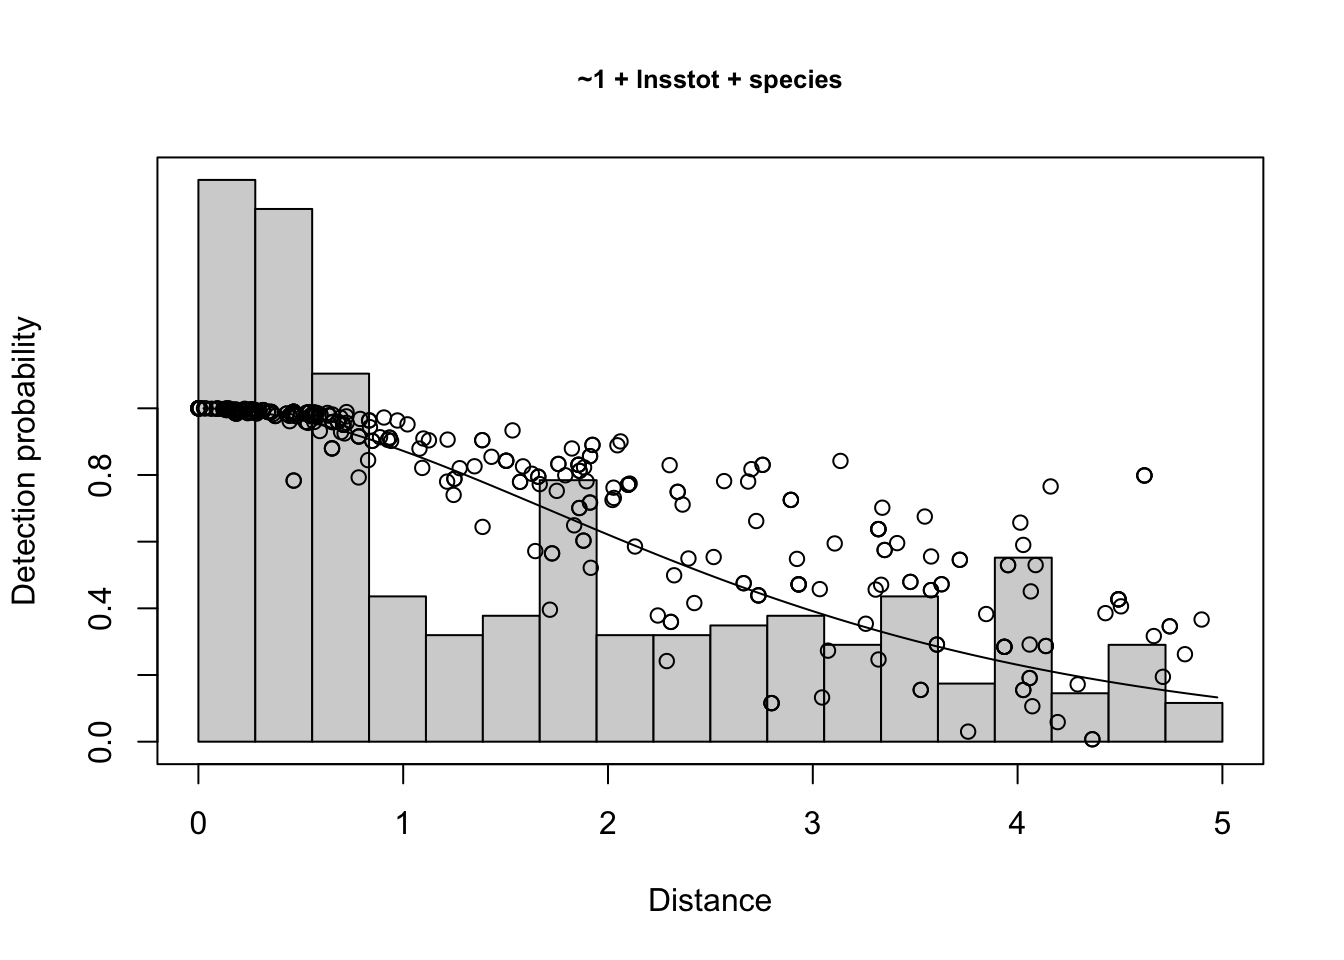 ~1 + lnsstot + species
Detection probability
0.8
0.4
0.0
0 1 2 3 4 5
Distance